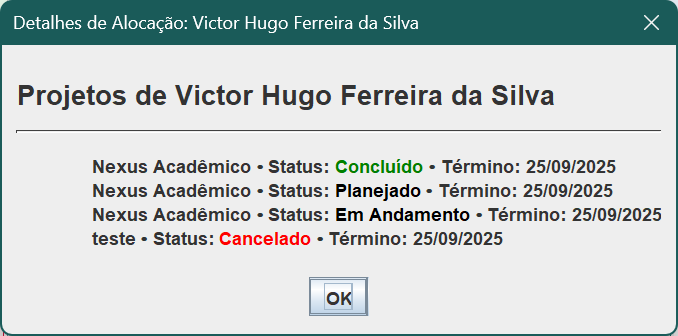 Detalhes de Alocação: Victor Hugo Ferreira da Silva
Projetos de Victor Hugo Ferreira da Silva
Nexus Acadêmico • Status: Concluído • Término: 25/09/2025
Nexus Acadêmico • Status: Planejado • Término: 25/09/2025
Nexus Acadêmico • Status: Em Andamento • Término: 25/09/2025
teste • Status: Cancelado • Término: 25/09/2025
OK